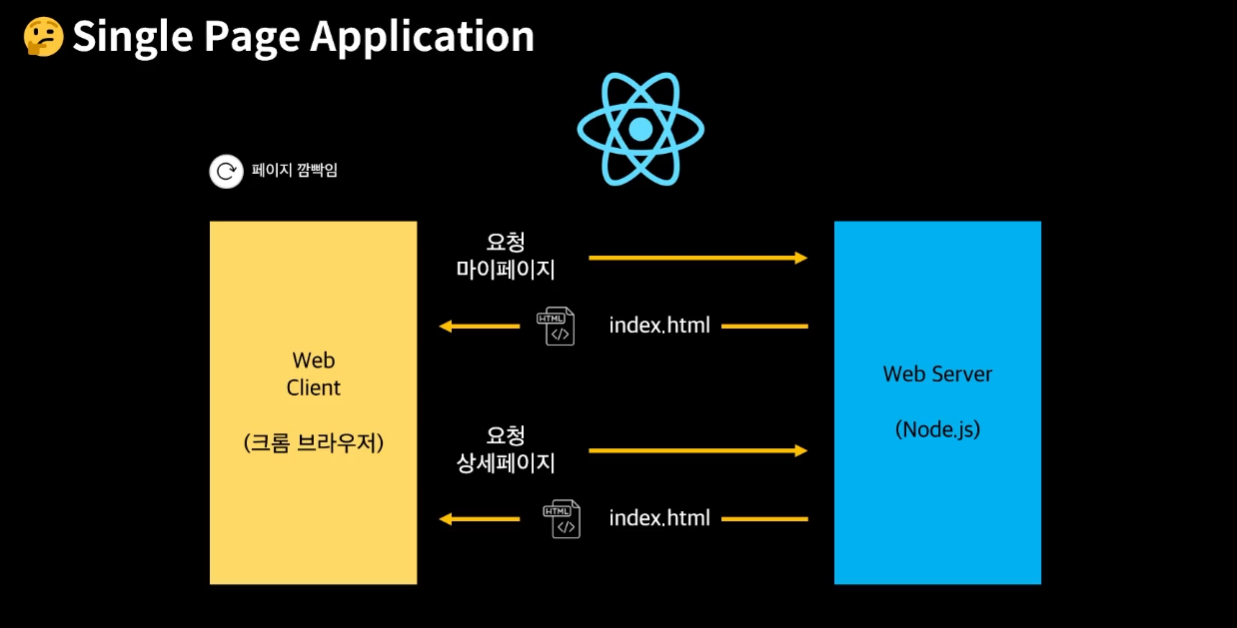 🤔 Single Page Application
페이지 깜빡임
요청
마이페이지
HTML
</>
index.html
Web
Client
(크롬 브라우저)
Web Server
(Node.js)
요청
상세페이지
HTML
</>
index.html